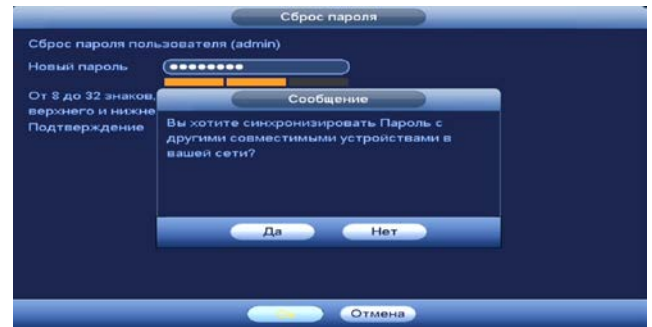 Сброс пароля
Сброс пароля пользователя (admin)
Новый пароль
От 8 до 32 знаков,
верхнего и нижне
Подтверждение
Сообщение
Вы хотите синхронизировать Пароль с
другими совместимыми устройствами в
вашей сети?
Да Нет
Отмена